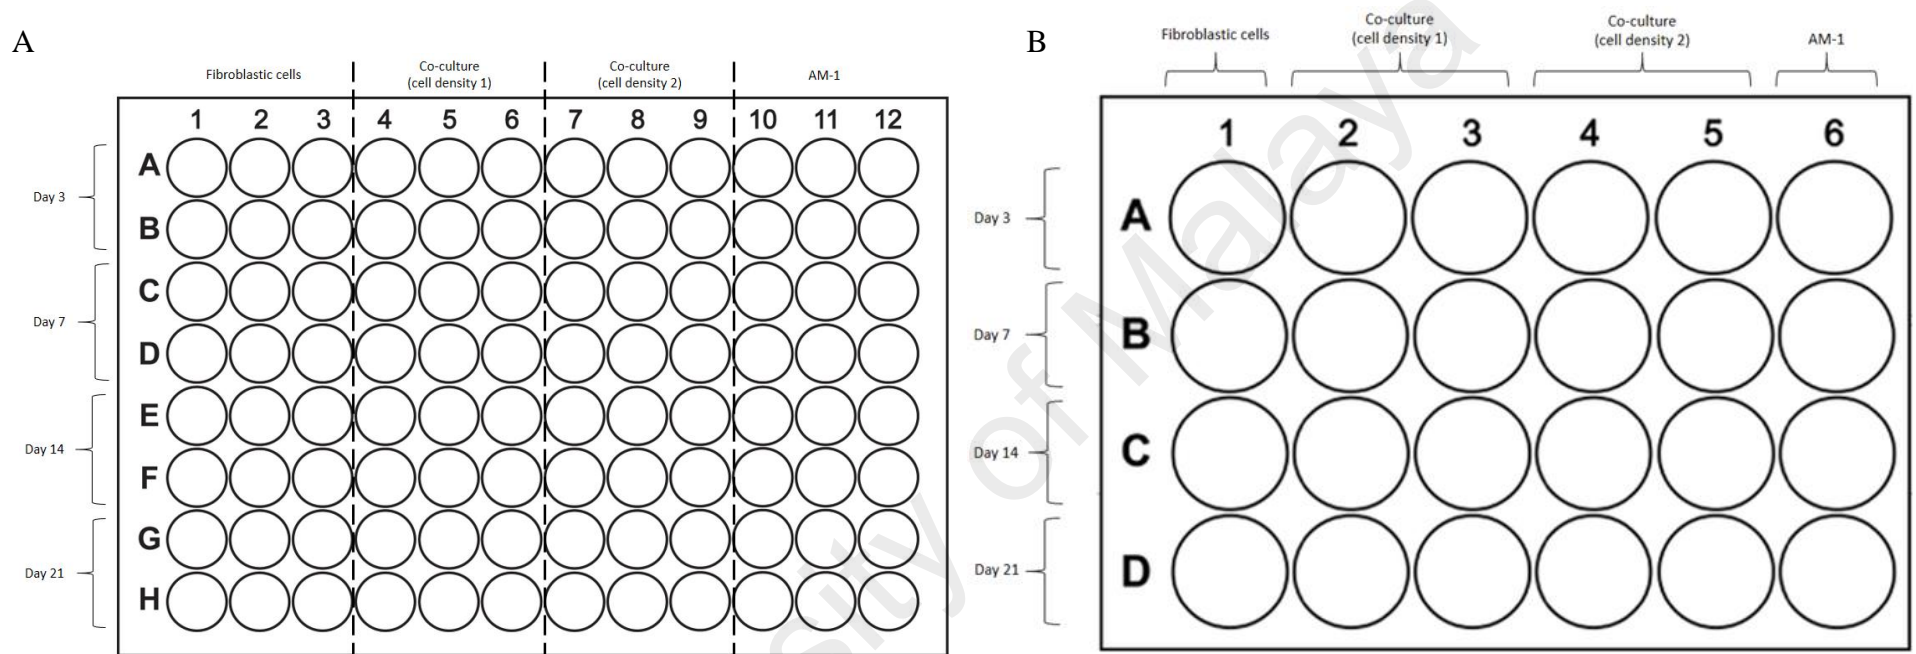 A
Fibroblastic cells
Co-culture
(cell density 1)
Co-culture
(cell density 2)
AM-1
1 2 3 4 5 6 7 8 9 10 11 12
Day 3
A
B
Day 7
C
D
Day 14
E
F
Day 21
G
H
B
Fibroblastic cells
Co-culture
(cell density 1)
Co-culture
(cell density 2)
AM-1
1 2 3 4 5 6
Day 3
A
Day 7
B
Day 14
C
Day 21
D
sity of Malaya